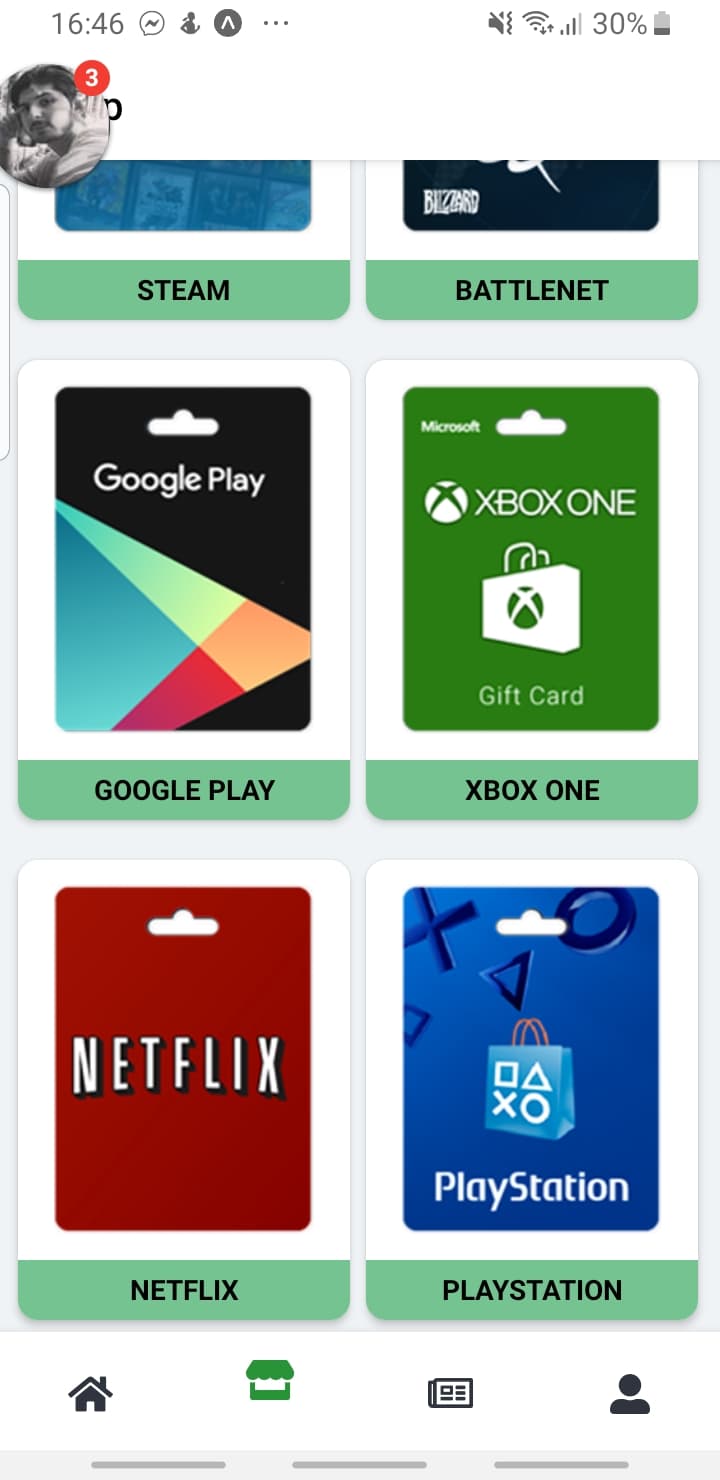 16:46 30%
3
p
BLIZZARD
STEAM BATTLENET
Google Play
Microsoft
XBOX ONE
Gift Card
GOOGLE PLAY XBOX ONE
NETFLIX
PlayStation
NETFLIX PLAYSTATION